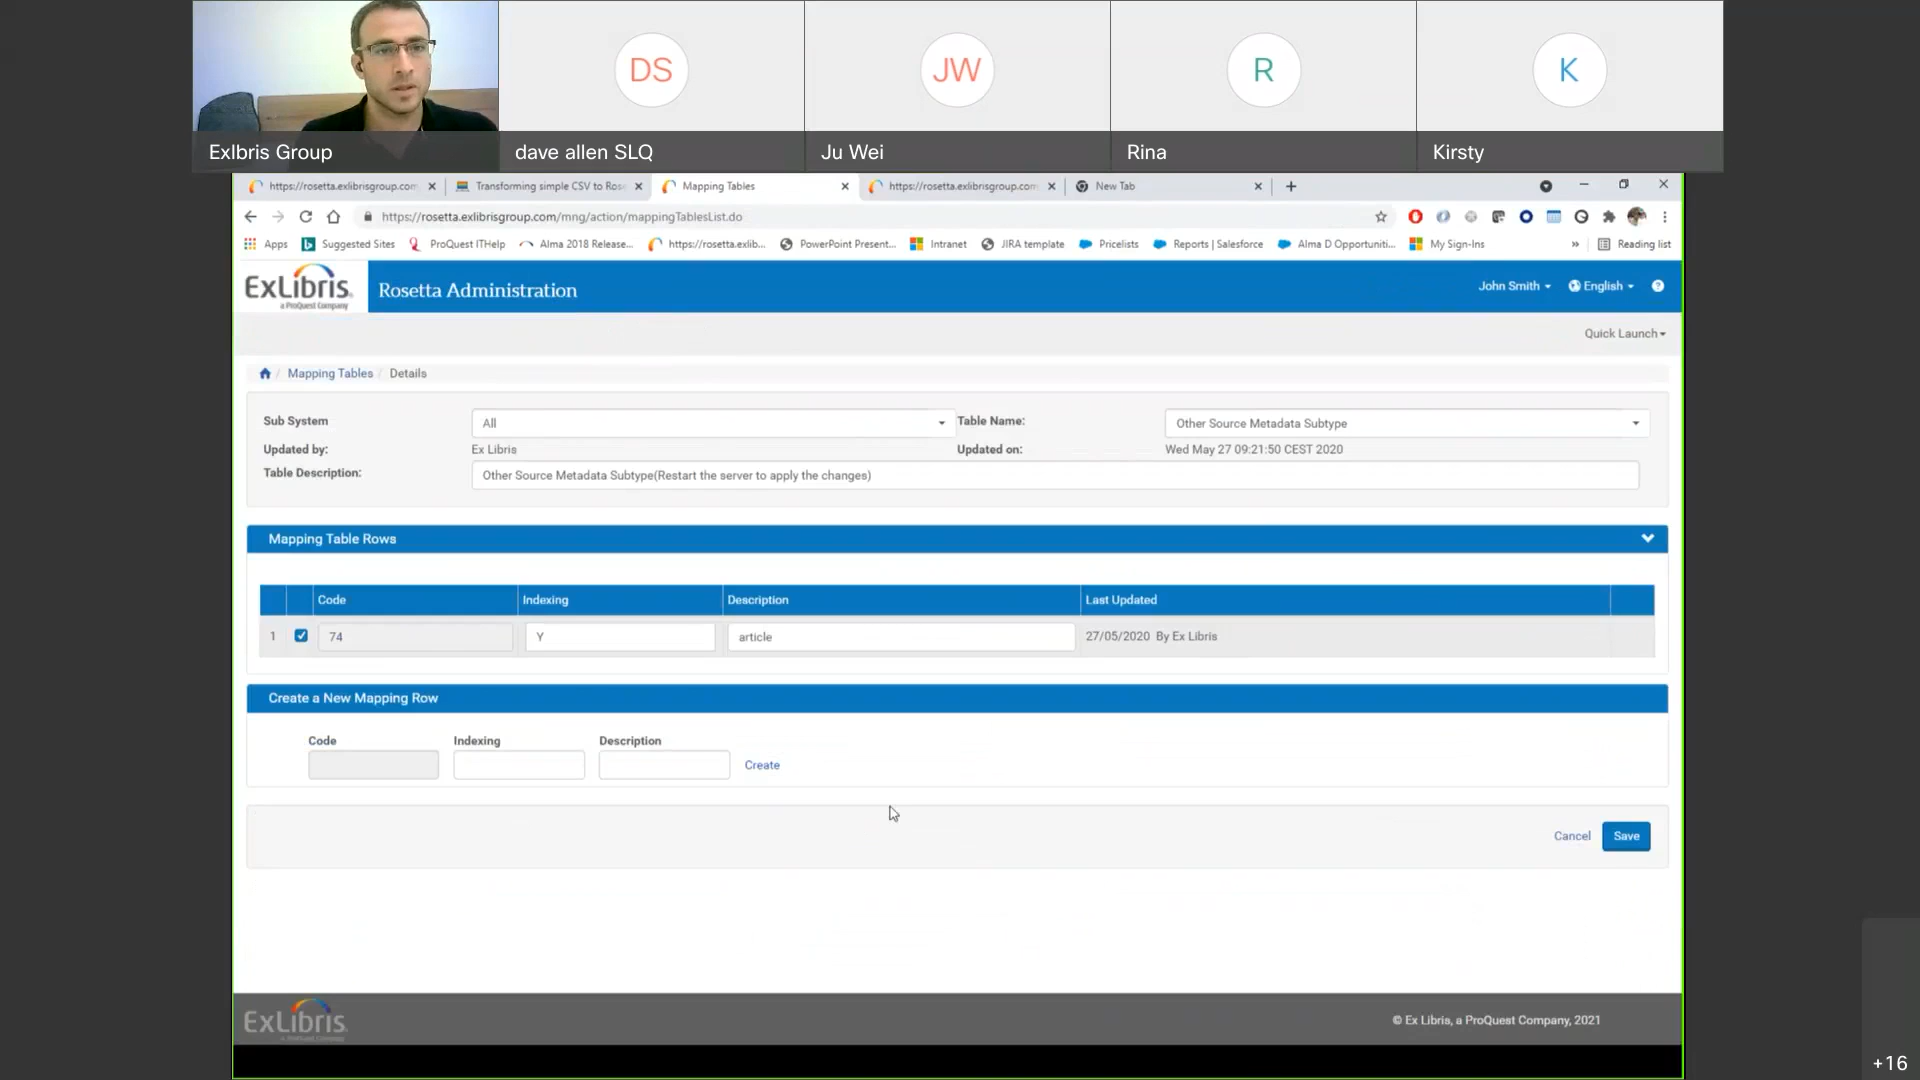 DS
JW
R
K
ExIbris Group
dave allen SLQ
Ju Wei
Rina
Kirsty
https://rosetta.exlibrisgroup.com
Transforming simple CSV to Rose
Mapping Tables
https://rosetta.exlibrisgroup.com
New Tab
https://rosetta.exlibrisgroup.com/mng/action/mappingTablesList.do
Apps
Suggested Sites
ProQuest ITHelp
Alma 2018 Release...
https://rosetta.exlib...
PowerPoint Present...
Intranet
JIRA template
Pricelists
Reports | Salesforce
Alma D Opportuniti...
My Sign-Ins
»
Reading list
ExLibris
a ProQuest Company
Rosetta Administration
John Smith
English
?
Quick Launch
/ Mapping Tables / Details
Sub System
All
Table Name:
Other Source Metadata Subtype
Updated by:
Ex Libris
Updated on:
Wed May 27 09:21:50 CEST 2020
Table Description:
Other Source Metadata Subtype(Restart the server to apply the changes)
Mapping Table Rows
Code
Indexing
Description
Last Updated
1
74
Y
article
27/05/2020 By Ex Libris
Create a New Mapping Row
Code
Indexing
Description
Create
Cancel
Save
ExLibris
a ProQuest Company
© Ex Libris, a ProQuest Company, 2021
+16